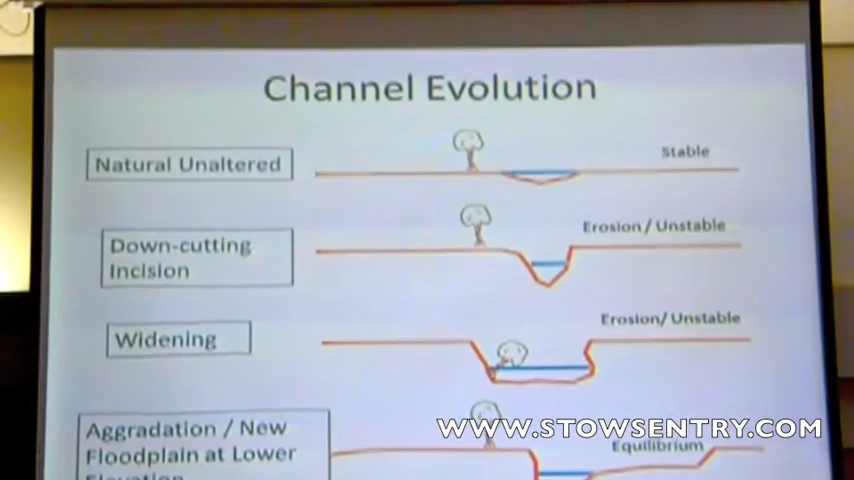 Channel Evolution
Natural Unaltered
Stable
Down-cutting
Incision
Erosion / Unstable
Widening
Erosion/ Unstable
Aggradation / New
Floodplain at Lower
Elevation
Equilibrium
WWW.STOWSENTRY.COM